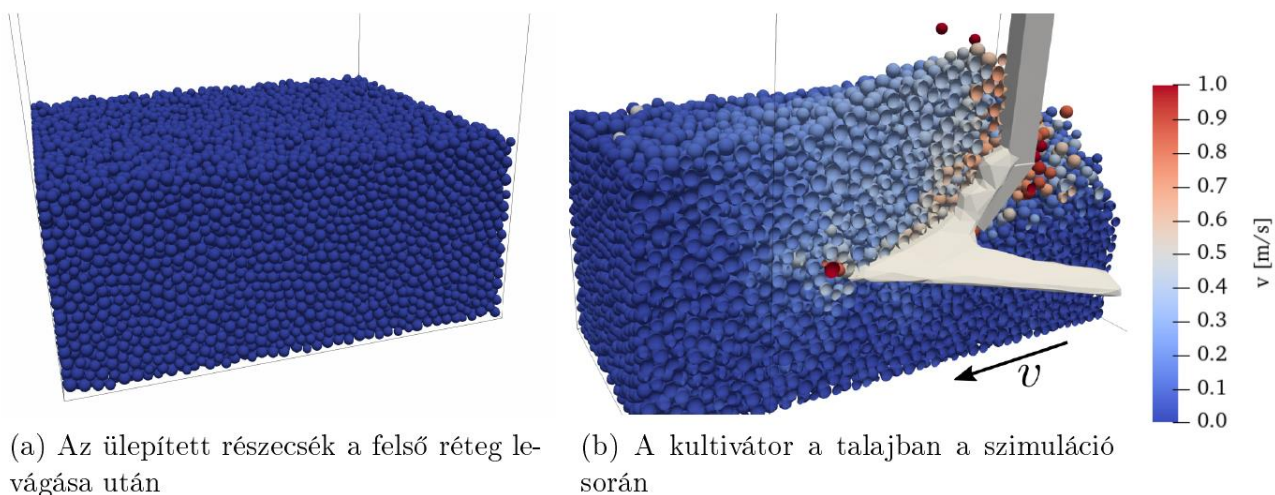 1.0
0.9
0.8
0.7
0.6
0.5
0.4
0.3
0.2
0.1
0.0
v [m/s]
v
(a) Az ülepített részecsék a felső réteg le-
vágása után
(b) A kultivátor a talajban a szimuláció
során